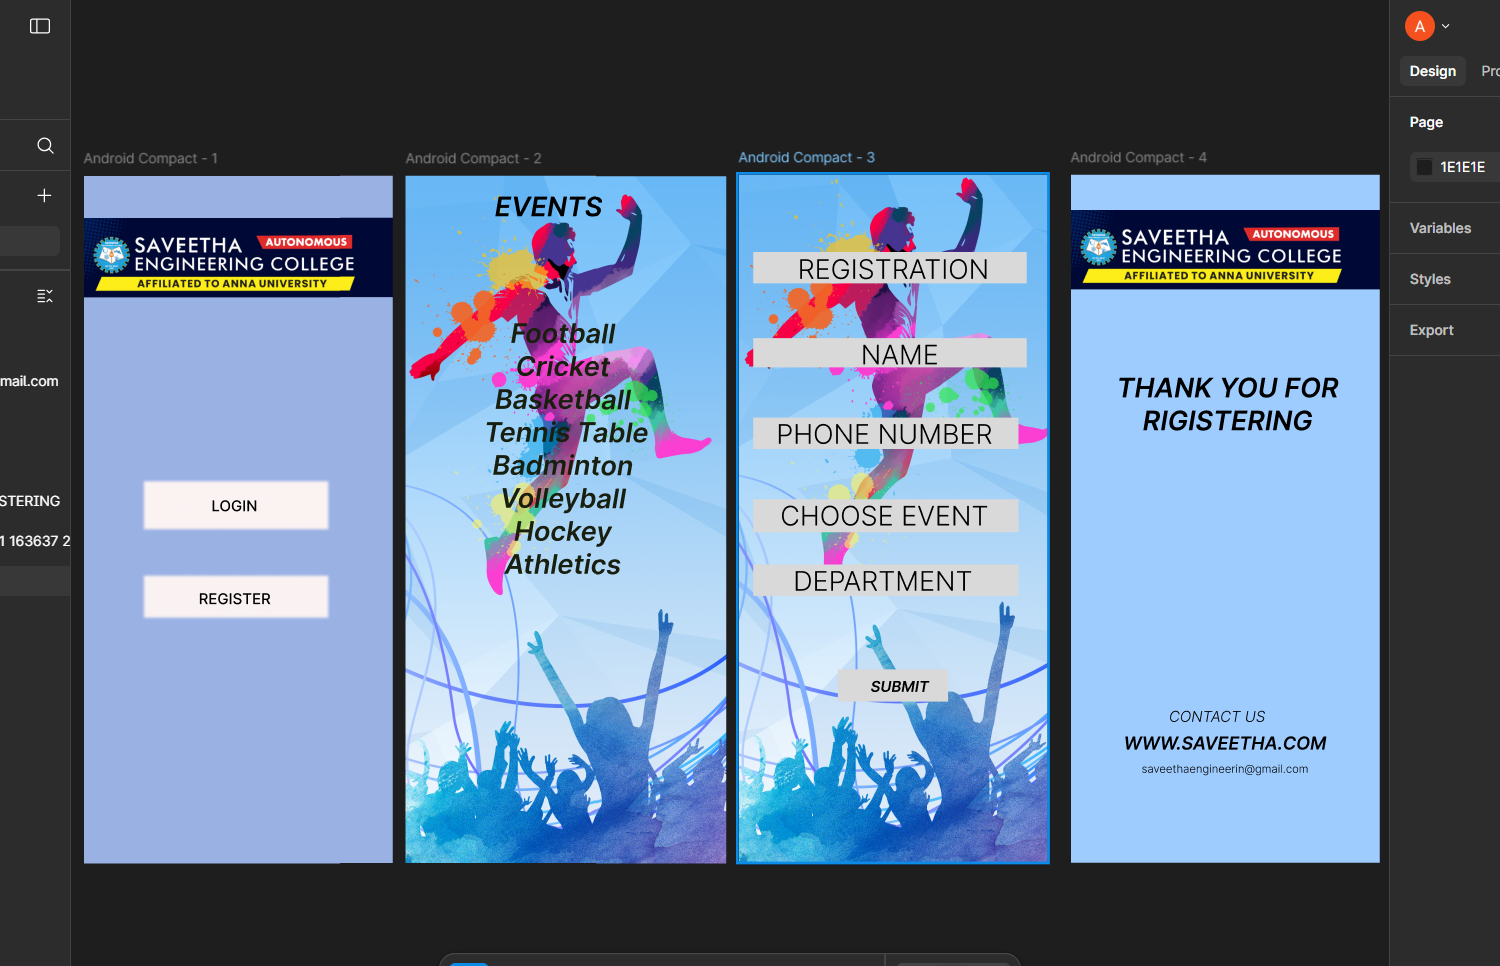 A
Design
Pro
Page
1E1E1E
Variables
Styles
Export
mail.com
STERING
1 163637 2
Android Compact - 1
SAVEETHA
AUTONOMOUS
ENGINEERING COLLEGE
AFFILIATED TO ANNA UNIVERSITY
LOGIN
REGISTER
Android Compact - 2
EVENTS
Football
Cricket
Basketball
Tennis Table
Badminton
Volleyball
Hockey
Athletics
Android Compact - 3
REGISTRATION
NAME
PHONE NUMBER
CHOOSE EVENT
DEPARTMENT
SUBMIT
Android Compact - 4
SAVEETHA
AUTONOMOUS
ENGINEERING COLLEGE
AFFILIATED TO ANNA UNIVERSITY
THANK YOU FOR
RIGISTERING
CONTACT US
WWW.SAVEETHA.COM
saveethaengineerin@gmail.com